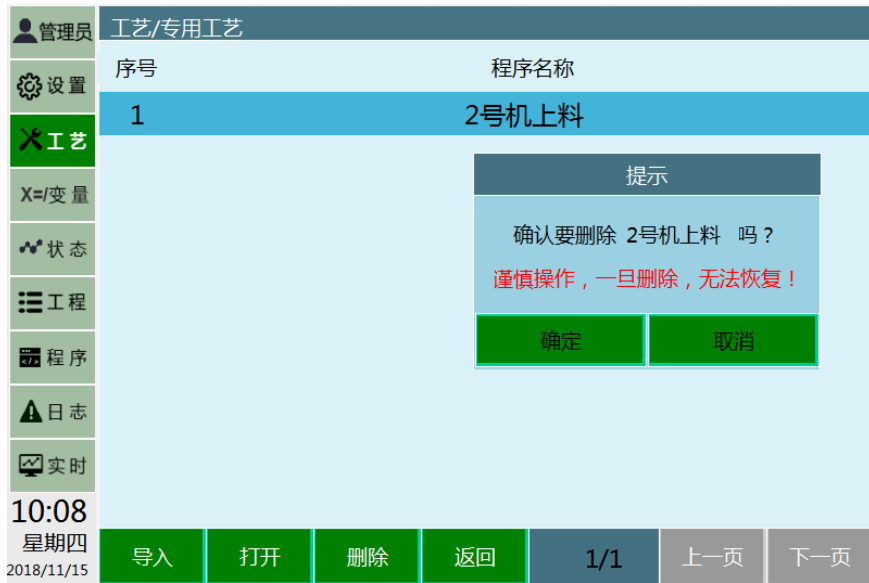 管理员
工艺/专用工艺
设置
序号 程序名称
1 2号机上料
工艺
提示
X=/变量
确认要删除 2号机上料 吗？
状态
谨慎操作，一旦删除，无法恢复！
工程
确定 取消
程序
日志
实时
10:08
星期四
2018/11/15
导入 打开 删除 返回 1/1 上一页 下一页